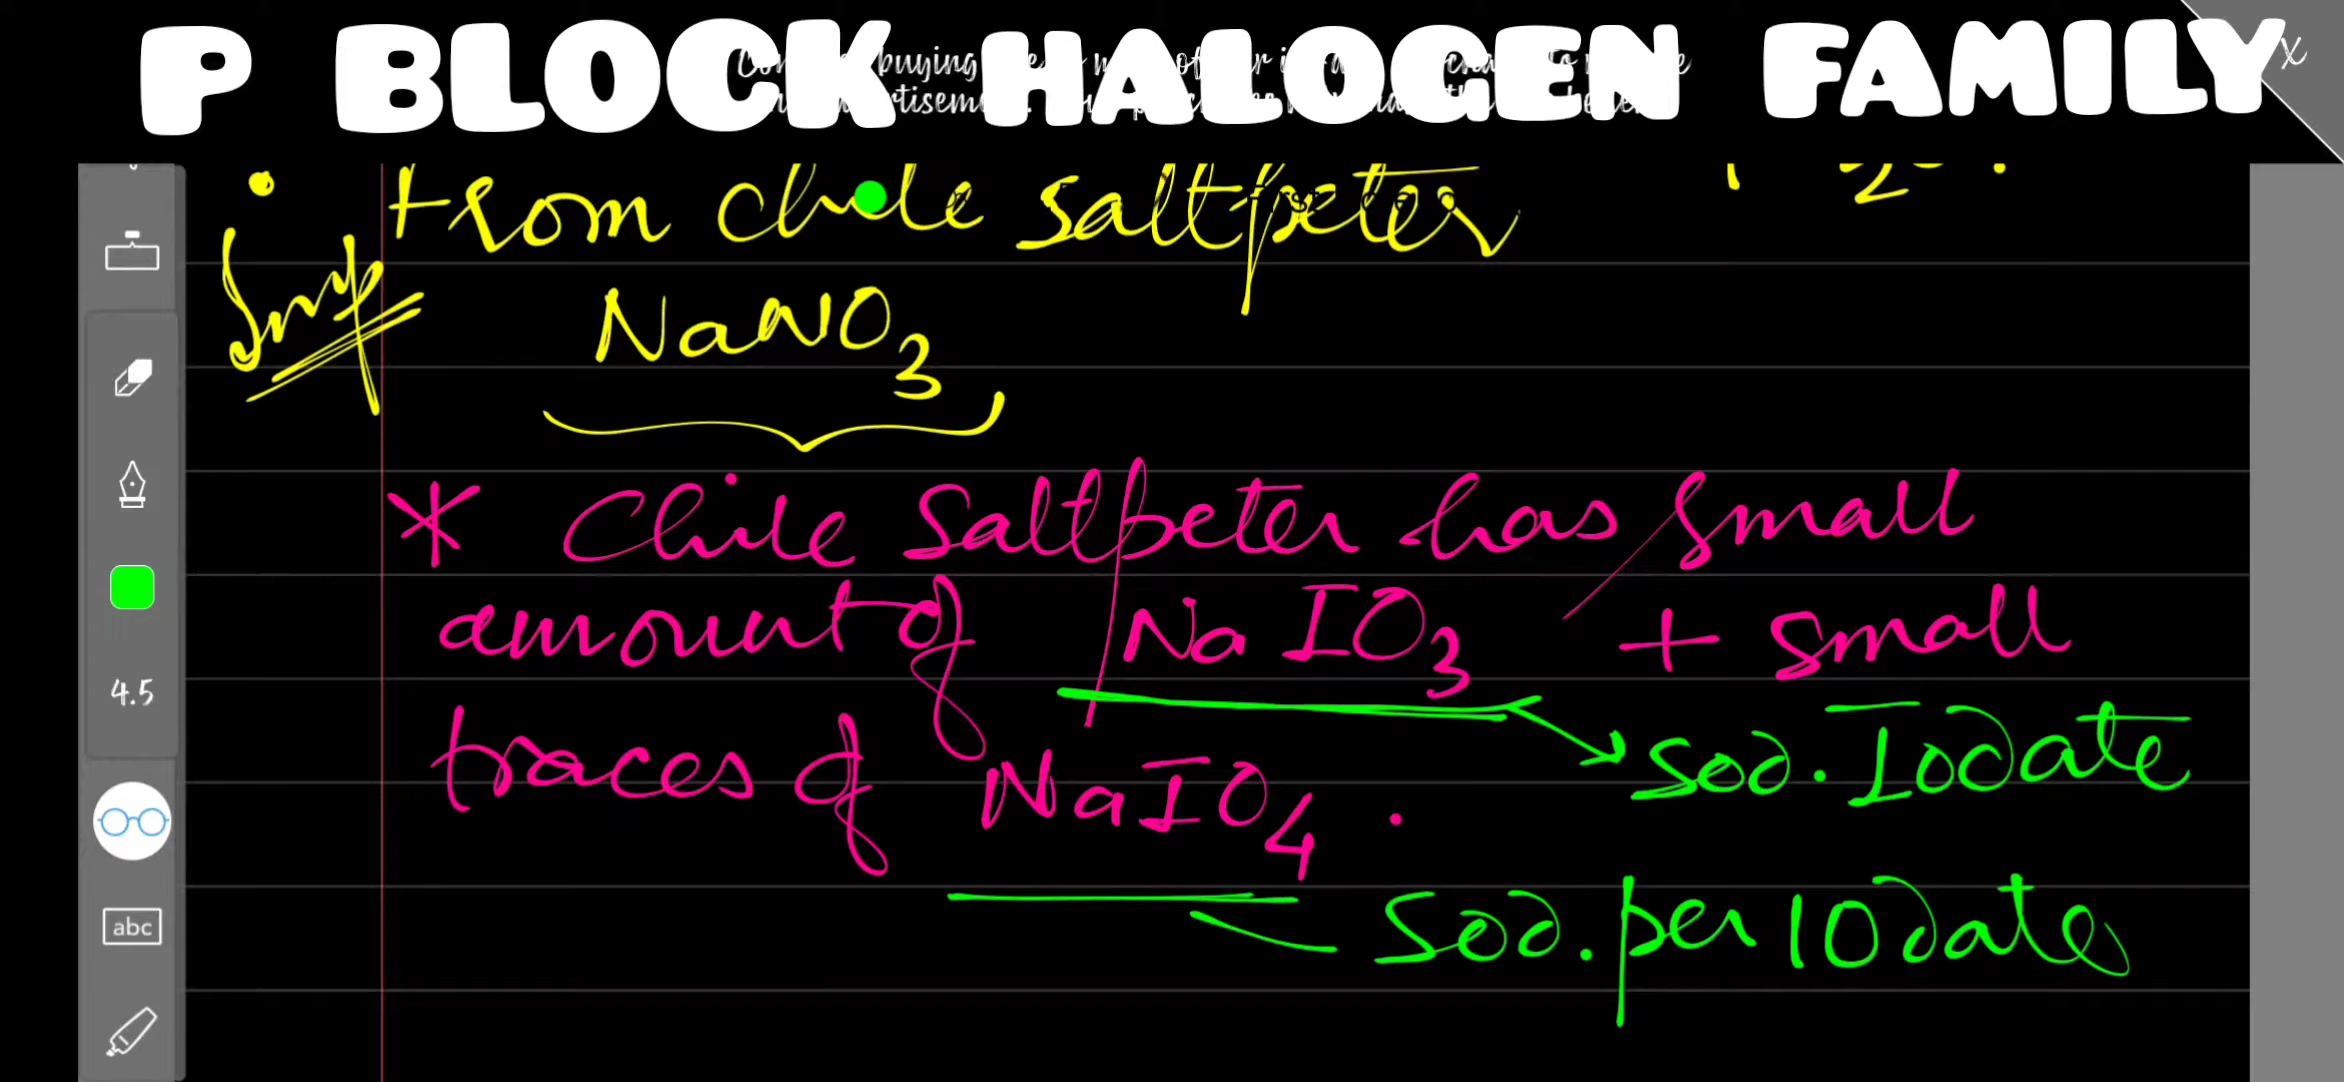 P BLOCK HALOGEN FAMILY
from chile saltpeter
Imp
NaNO3
* Chile Saltpeter has small
amount of NaIO3 + small
sod. Iodate
traces of NaIO4.
sod. per Iodate
4.5
abc